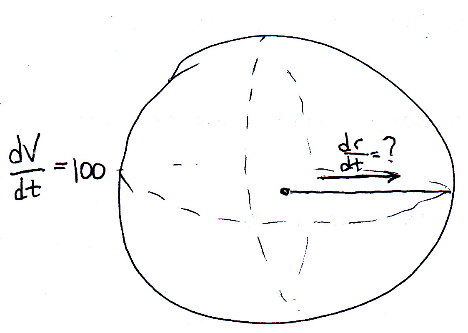 dV/dt = 100
dr/dt = ?